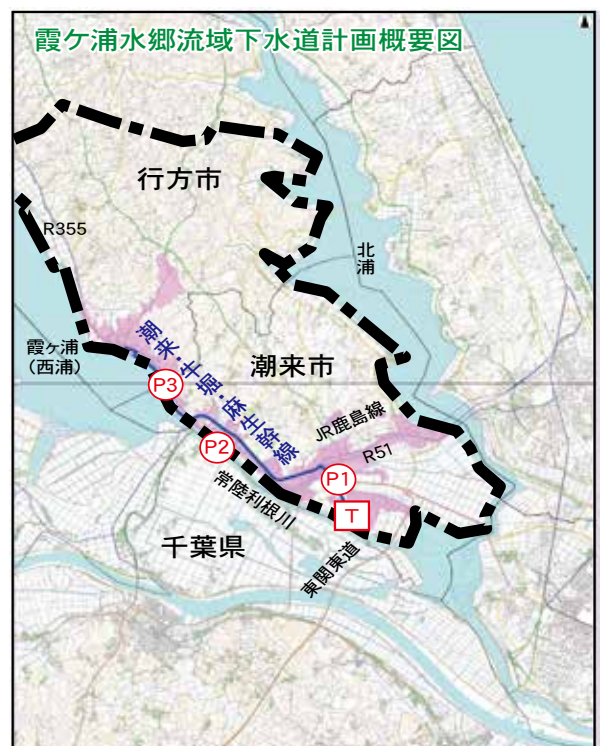 霞ケ浦水郷流域下水道計画概要図
行方市
R355
北浦
霞ヶ浦
(西浦)
潮来・牛堀・麻生幹線
潮来市
P3
JR鹿島線
P2
R51
P1
常陸利根川
T
千葉県
東関東道